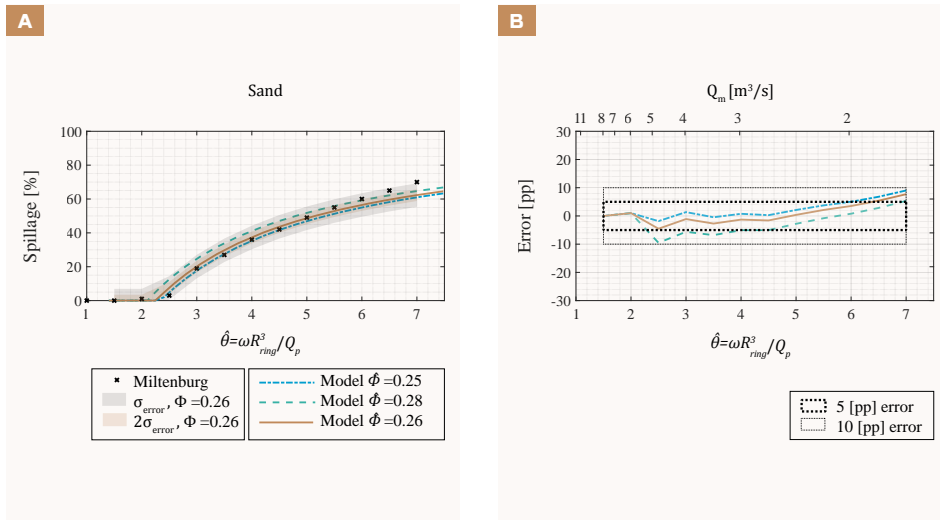 A
Sand
100
80
60
40
20
0
Spillage [%]
1 2 3 4 5 6 7
θ̂=ωR³ring/Qp
Miltenburg
σerror, Φ=0.26
2σerror, Φ=0.26
Model Φ̂=0.25
Model Φ̂=0.28
Model Φ̂=0.26
B
Qm [m³/s]
11 8 7 6 5 4 3 2
30
20
10
0
-10
-20
-30
Error [pp]
1 2 3 4 5 6 7
θ̂=ωR³ring/Qp
5 [pp] error
10 [pp] error